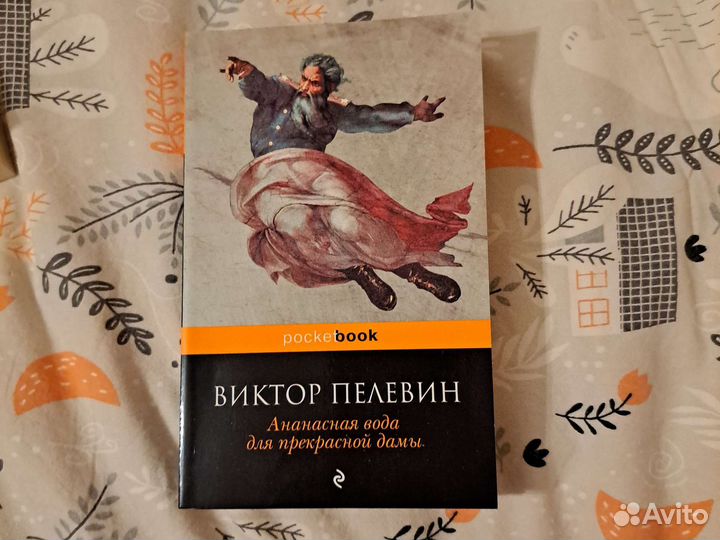 pocketbook
ВИКТОР ПЕЛЕВИН
Ананасная вода
для прекрасной дамы
Avito